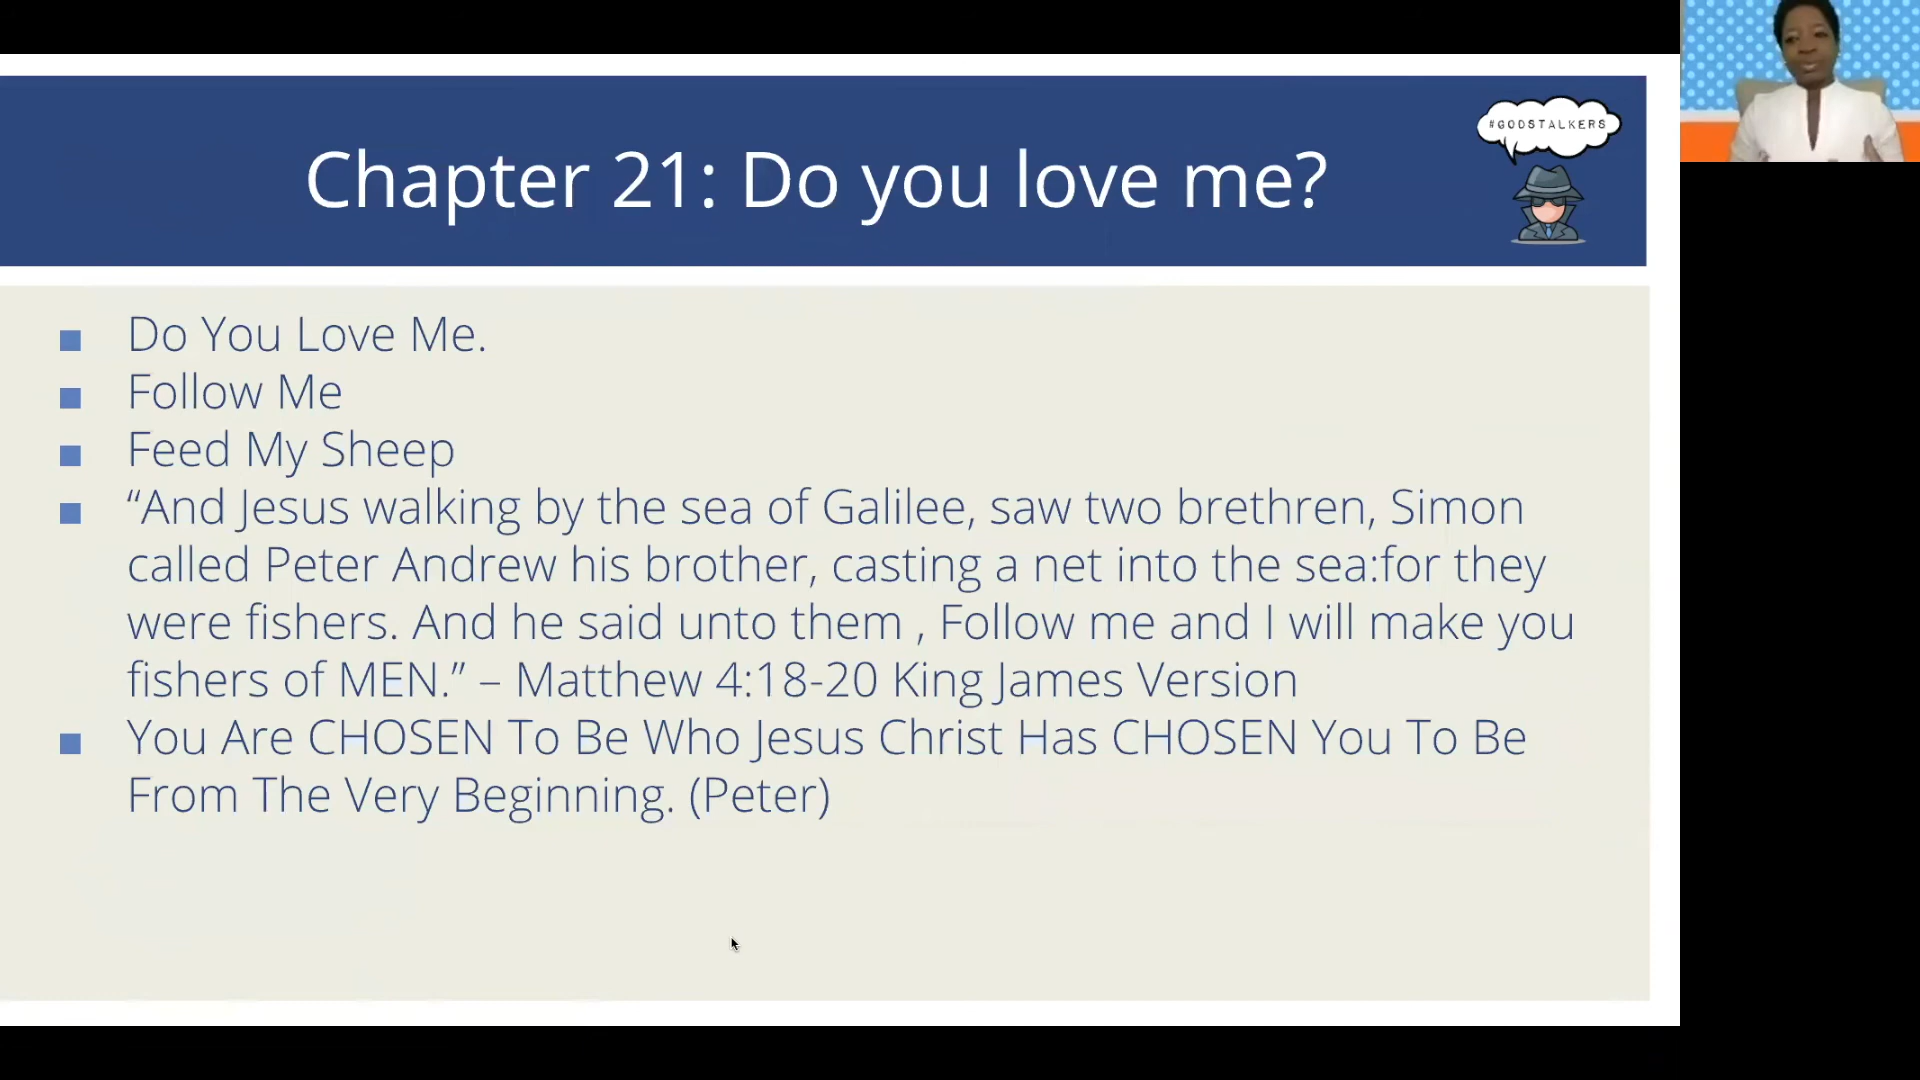 #GODSTALKERS
Chapter 21: Do you love me?
Do You Love Me.
Follow Me
Feed My Sheep
“And Jesus walking by the sea of Galilee, saw two brethren, Simon
called Peter Andrew his brother, casting a net into the sea:for they
were fishers. And he said unto them , Follow me and I will make you
fishers of MEN.” – Matthew 4:18-20 King James Version
You Are CHOSEN To Be Who Jesus Christ Has CHOSEN You To Be
From The Very Beginning. (Peter)